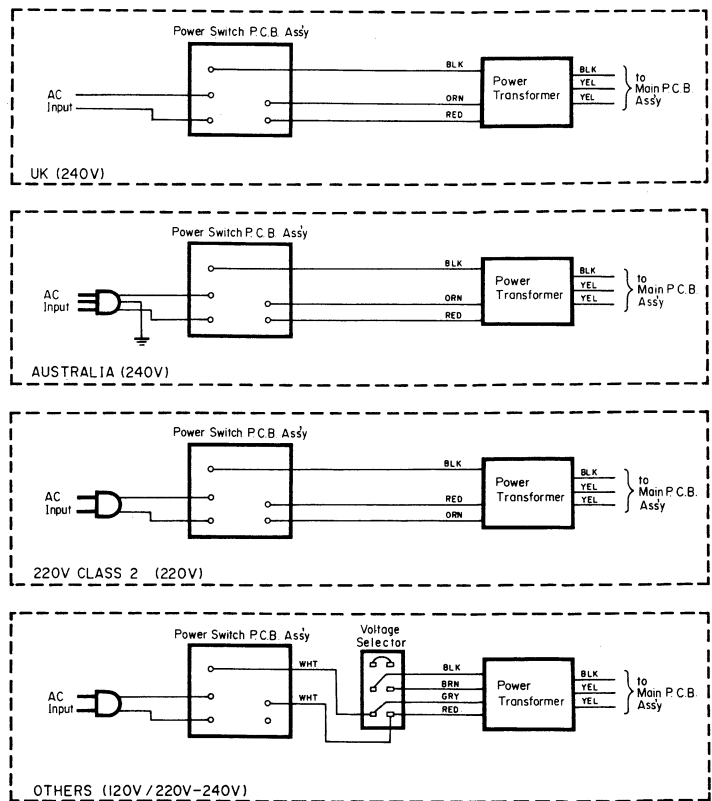 Power Switch P.C.B. Ass'y
BLK
AC
Input
ORN
RED
Power
Transformer
BLK
YEL
YEL
to
Main P.C.B.
Ass'y
UK (240V)
Power Switch P.C.B. Ass'y
BLK
AC
Input
ORN
RED
Power
Transformer
BLK
YEL
YEL
to
Main P.C.B.
Ass'y
AUSTRALIA (240V)
Power Switch P.C.B. Ass'y
BLK
AC
Input
RED
ORN
Power
Transformer
BLK
YEL
YEL
to
Main P.C.B.
Ass'y
220V CLASS 2 (220V)
Power Switch P.C.B. Ass'y
Voltage
Selector
WHT
WHT
AC
Input
BLK
BRN
GRY
RED
Power
Transformer
BLK
YEL
YEL
to
Main P.C.B.
Ass'y
OTHERS (120V/220V-240V)